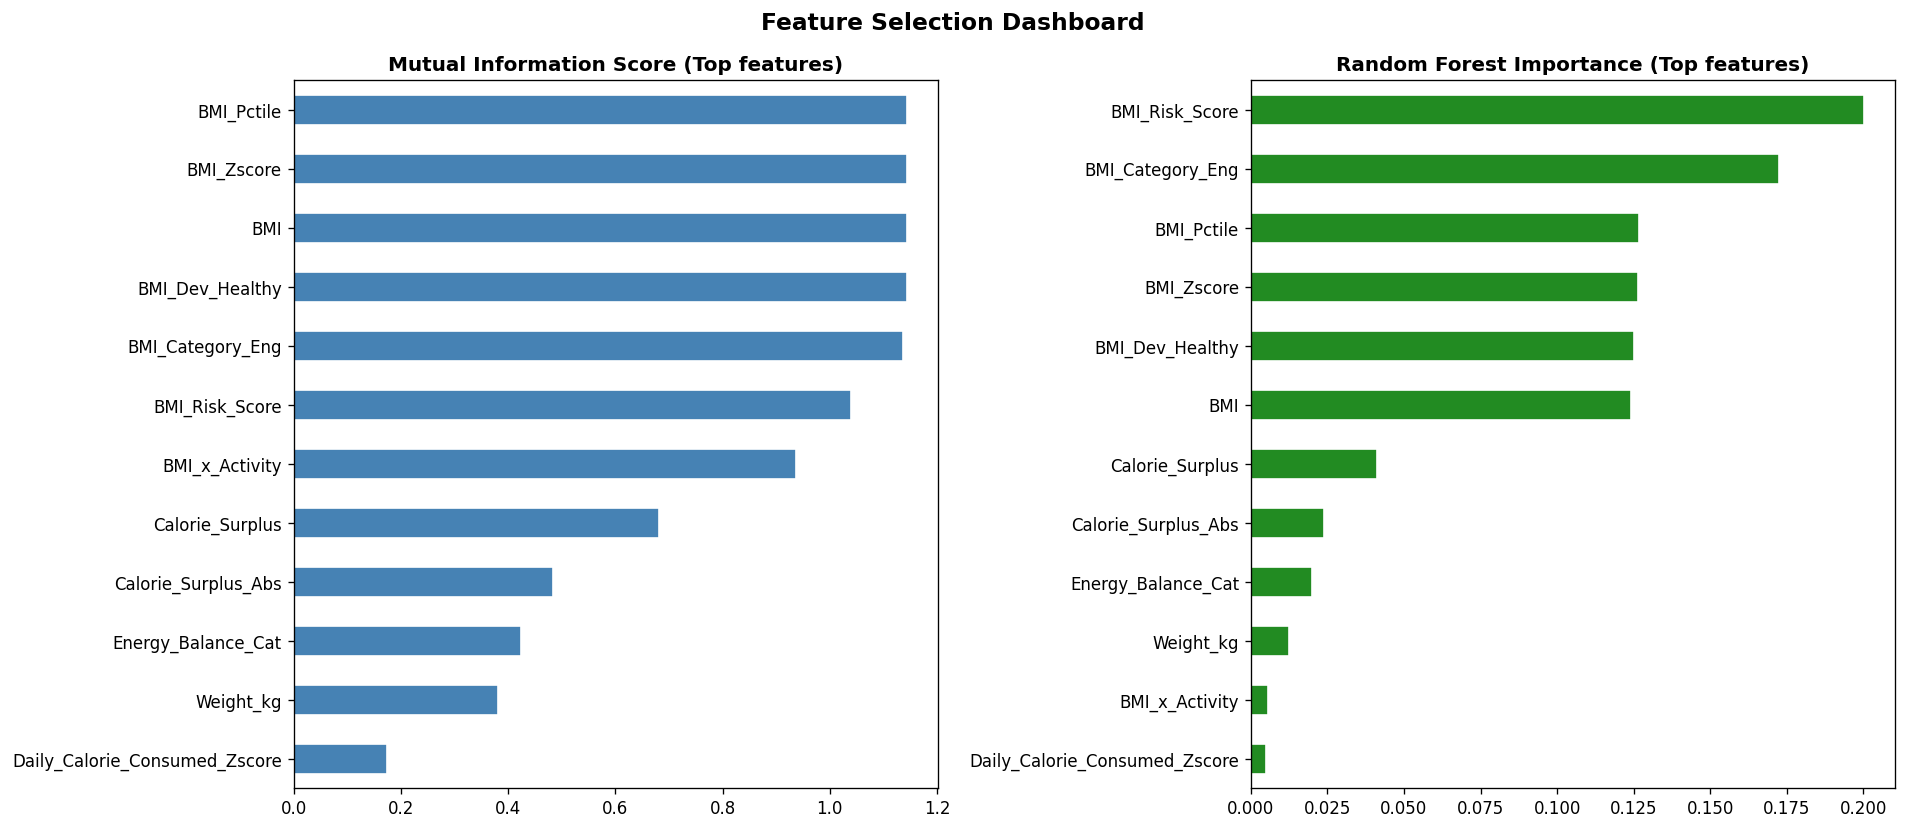 Feature Selection Dashboard
Mutual Information Score (Top features)
BMI_Pctile
BMI_Zscore
BMI
BMI_Dev_Healthy
BMI_Category_Eng
BMI_Risk_Score
BMI_x_Activity
Calorie_Surplus
Calorie_Surplus_Abs
Energy_Balance_Cat
Weight_kg
Daily_Calorie_Consumed_Zscore
0.0 0.2 0.4 0.6 0.8 1.0 1.2
Random Forest Importance (Top features)
BMI_Risk_Score
BMI_Category_Eng
BMI_Pctile
BMI_Zscore
BMI_Dev_Healthy
BMI
Calorie_Surplus
Calorie_Surplus_Abs
Energy_Balance_Cat
Weight_kg
BMI_x_Activity
Daily_Calorie_Consumed_Zscore
0.000 0.025 0.050 0.075 0.100 0.125 0.150 0.175 0.200